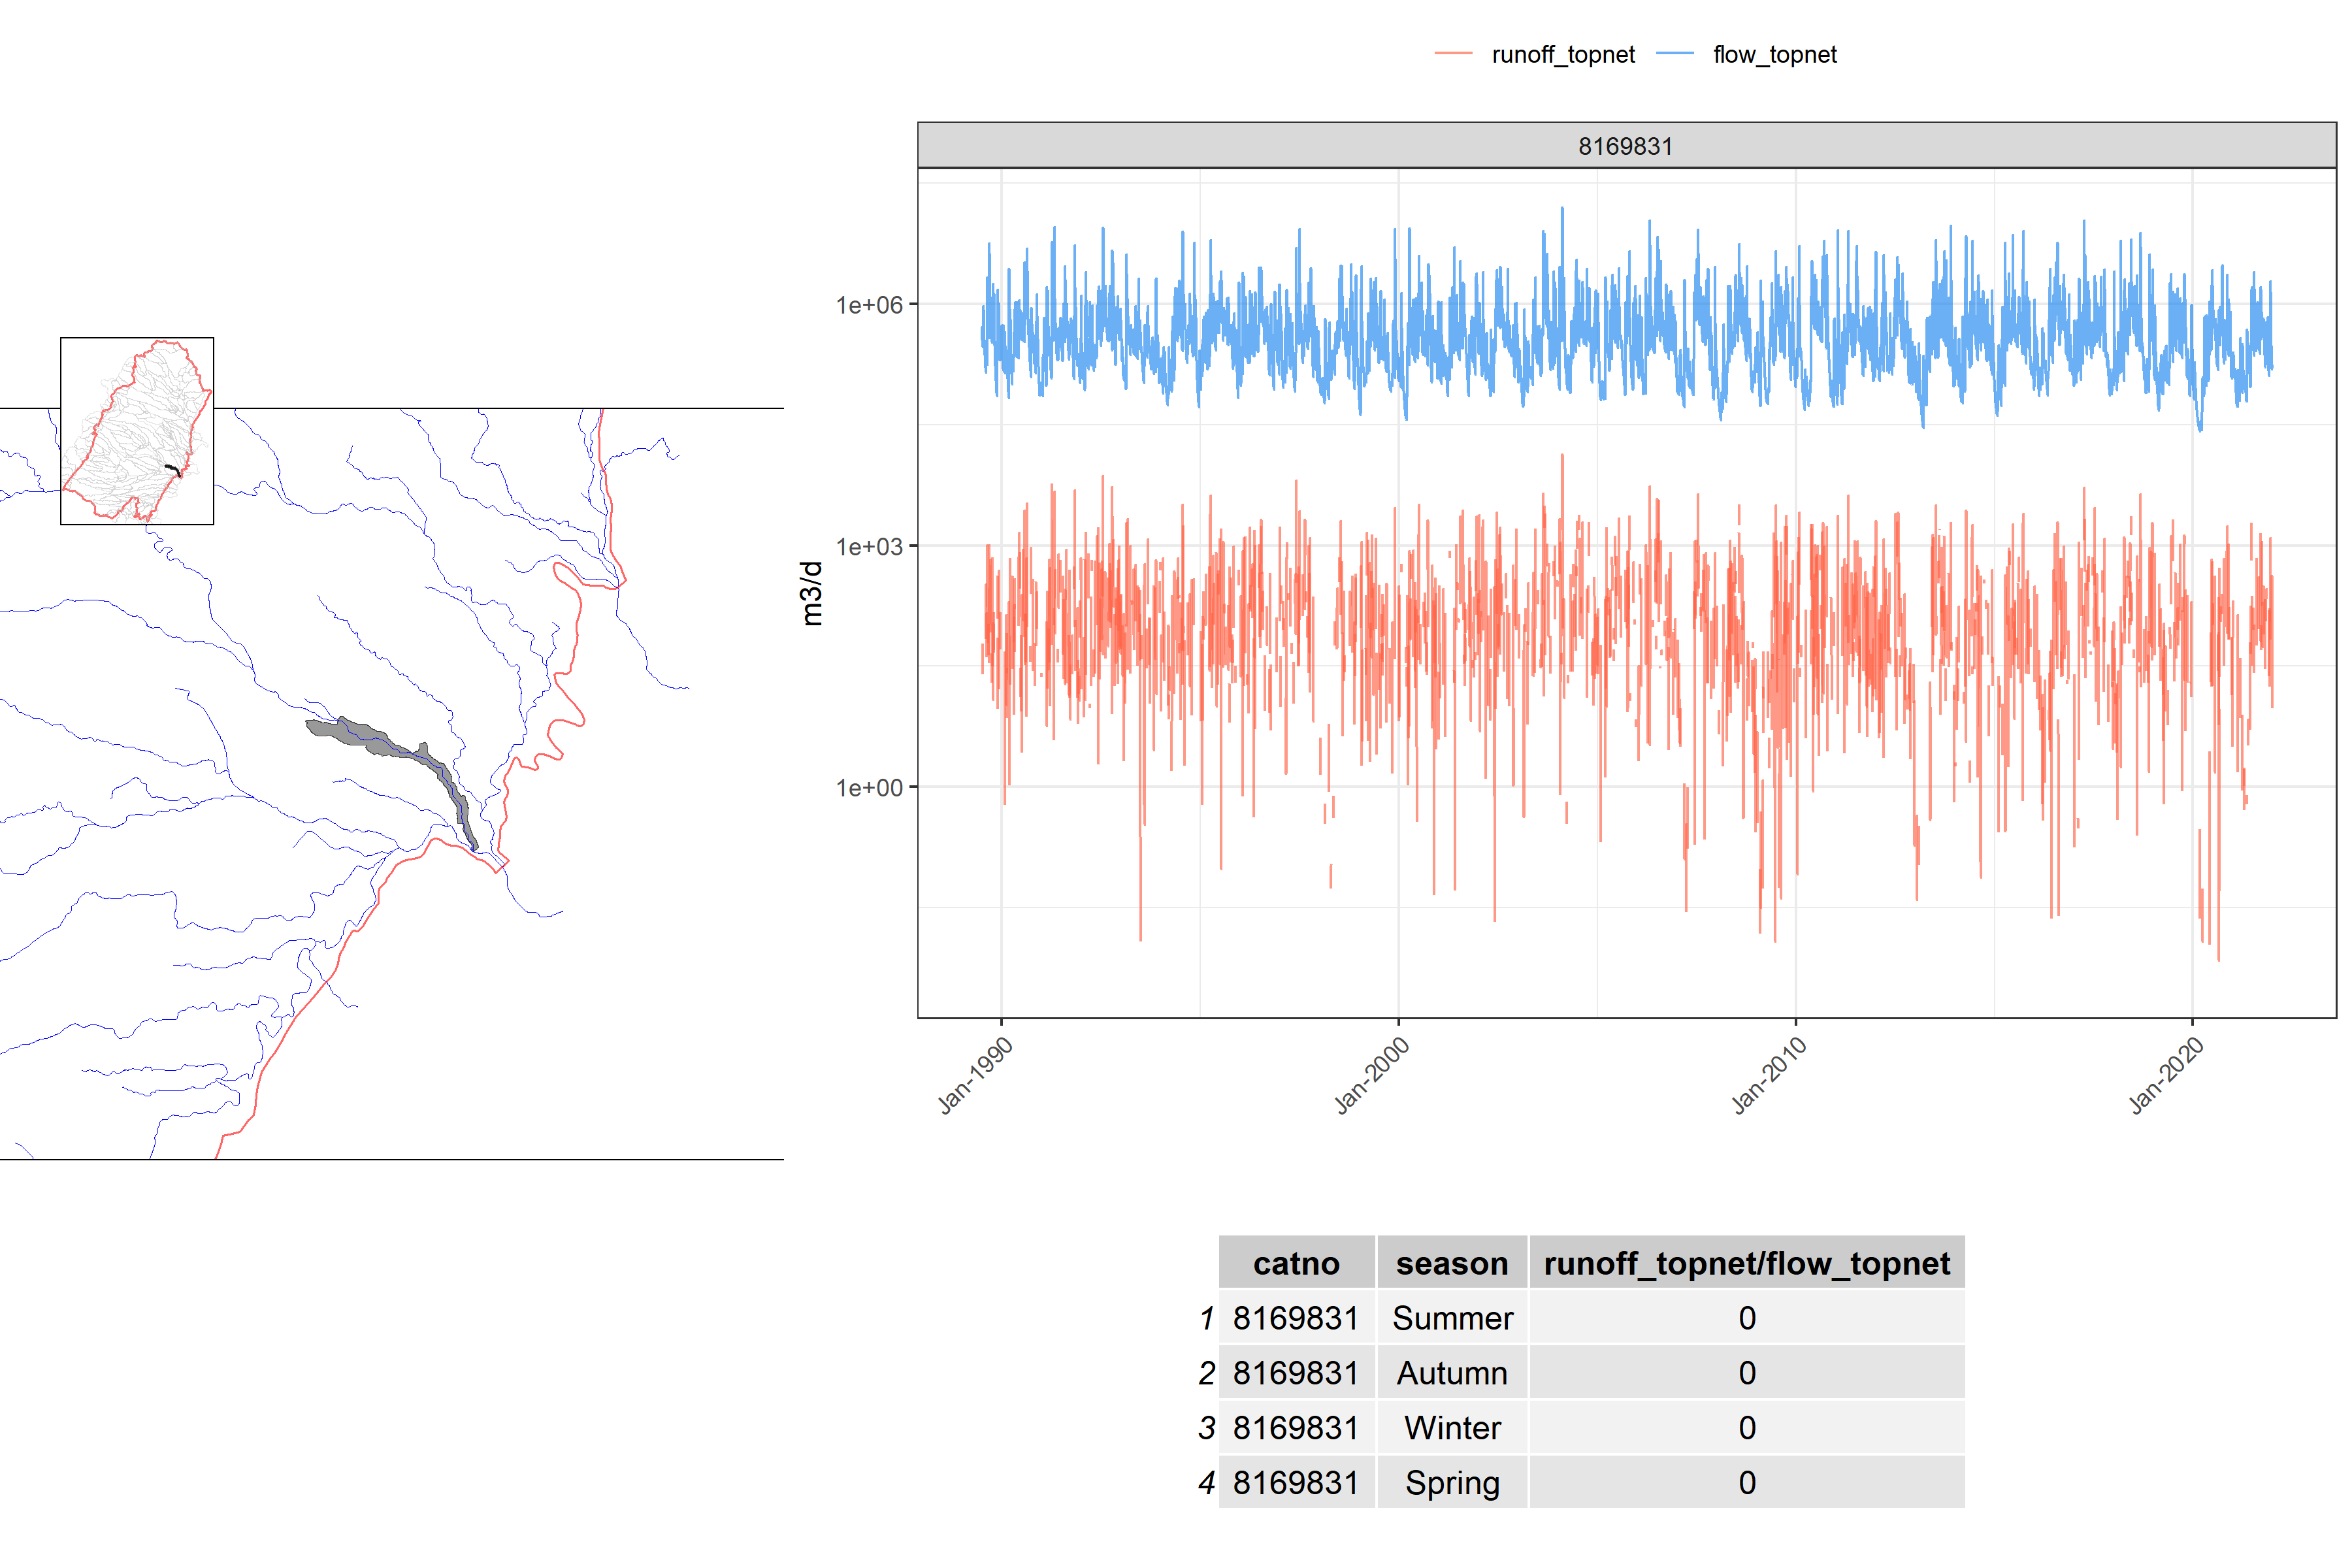 runoff_topnet flow_topnet
8169831
1e+06
1e+03
1e+00
m3/d
Jan-1990 Jan-2000 Jan-2010 Jan-2020
catno season runoff_topnet/flow_topnet
1 8169831 Summer 0
2 8169831 Autumn 0
3 8169831 Winter 0
4 8169831 Spring 0